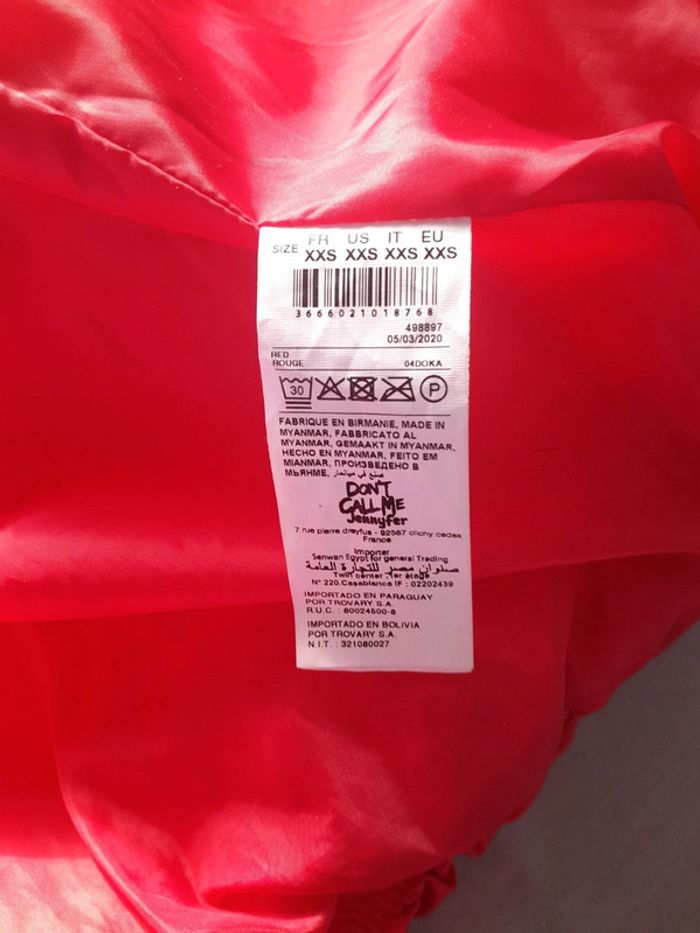 SIZE FR US IT EU
XXS XXS XXS XXS
3666021018768
498897
05/03/2020
RED
ROUGE 04DOKA
30 P
FABRIQUE EN BIRMANIE, MADE IN
MYANMAR, FABBRICATO AL
MYANMAR, GEMAAKT IN MYANMAR,
HECHO EN MYANMAR, FEITO EM
MIANMAR, ПРОИЗВЕДЕНО В
МЬЯНМЕ, صنع في ميانمار
DON'T
CALL ME
Jennyfer
7 rue pierre dreyfus - 92587 clichy cedex
France
Importer
Senwan Egypt for general Trading
صنلوان مصر للتجارة العامة
Twin center ,1er étage
N° 220.Casablanca IF : 02202439
IMPORTADO EN PARAGUAY
POR TROVARY S.A.
R.U.C. : 80024500-8
IMPORTADO EN BOLIVIA
POR TROVARY S.A.
N.I.T. : 321080027